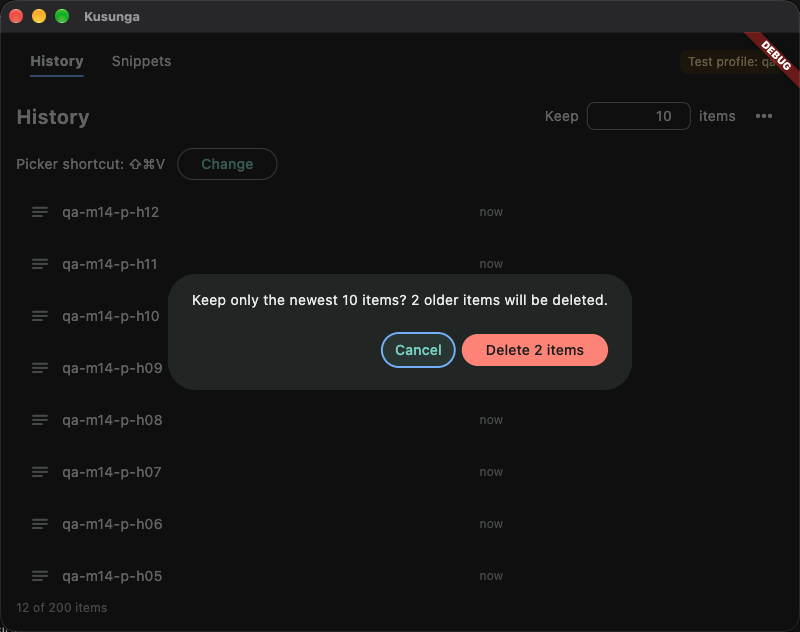 Kusunga
History
Snippets
Test profile: qa
DEBUG
History
Keep 10 items •••
Picker shortcut: ⇧⌘V Change
qa-m14-p-h12 now
qa-m14-p-h11 now
qa-m14-p-h10
Keep only the newest 10 items? 2 older items will be deleted.
Cancel
Delete 2 items
qa-m14-p-h09
qa-m14-p-h08 now
qa-m14-p-h07 now
qa-m14-p-h06 now
qa-m14-p-h05 now
12 of 200 items